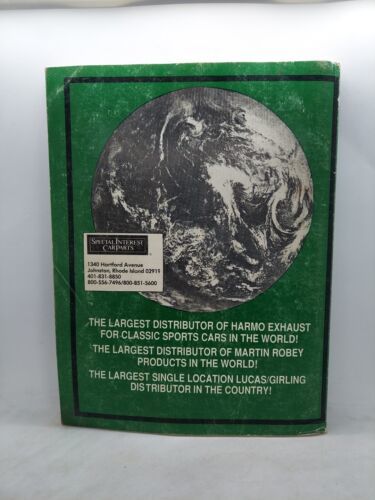 SPECIAL INTEREST
CAR PARTS
1340 Hartford Avenue
Johnston, Rhode Island 02919
401-831-8850
800-556-7496/800-851-5600
THE LARGEST DISTRIBUTOR OF HARMO EXHAUST
FOR CLASSIC SPORTS CARS IN THE WORLD!
THE LARGEST DISTRIBUTOR OF MARTIN ROBEY
PRODUCTS IN THE WORLD!
THE LARGEST SINGLE LOCATION LUCAS/GIRLING
DISTRIBUTOR IN THE COUNTRY!